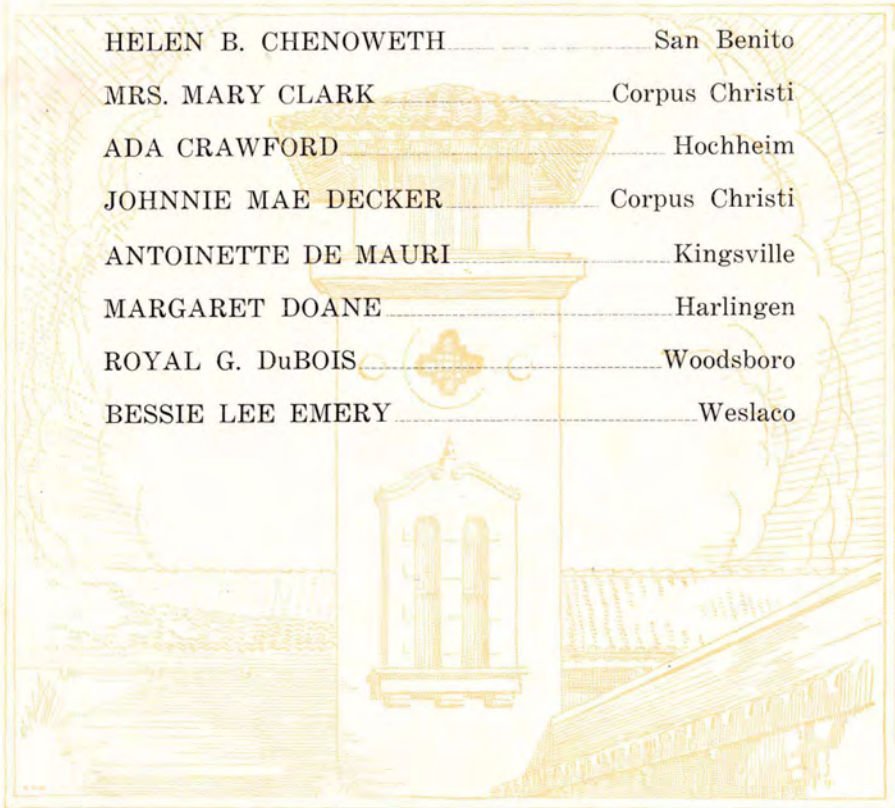 HELEN B. CHENOWETH San Benito
MRS. MARY CLARK Corpus Christi
ADA CRAWFORD Hochheim
JOHNNIE MAE DECKER Corpus Christi
ANTOINETTE DE MAURI Kingsville
MARGARET DOANE Harlingen
ROYAL G. DuBOIS Woodsboro
BESSIE LEE EMERY Weslaco